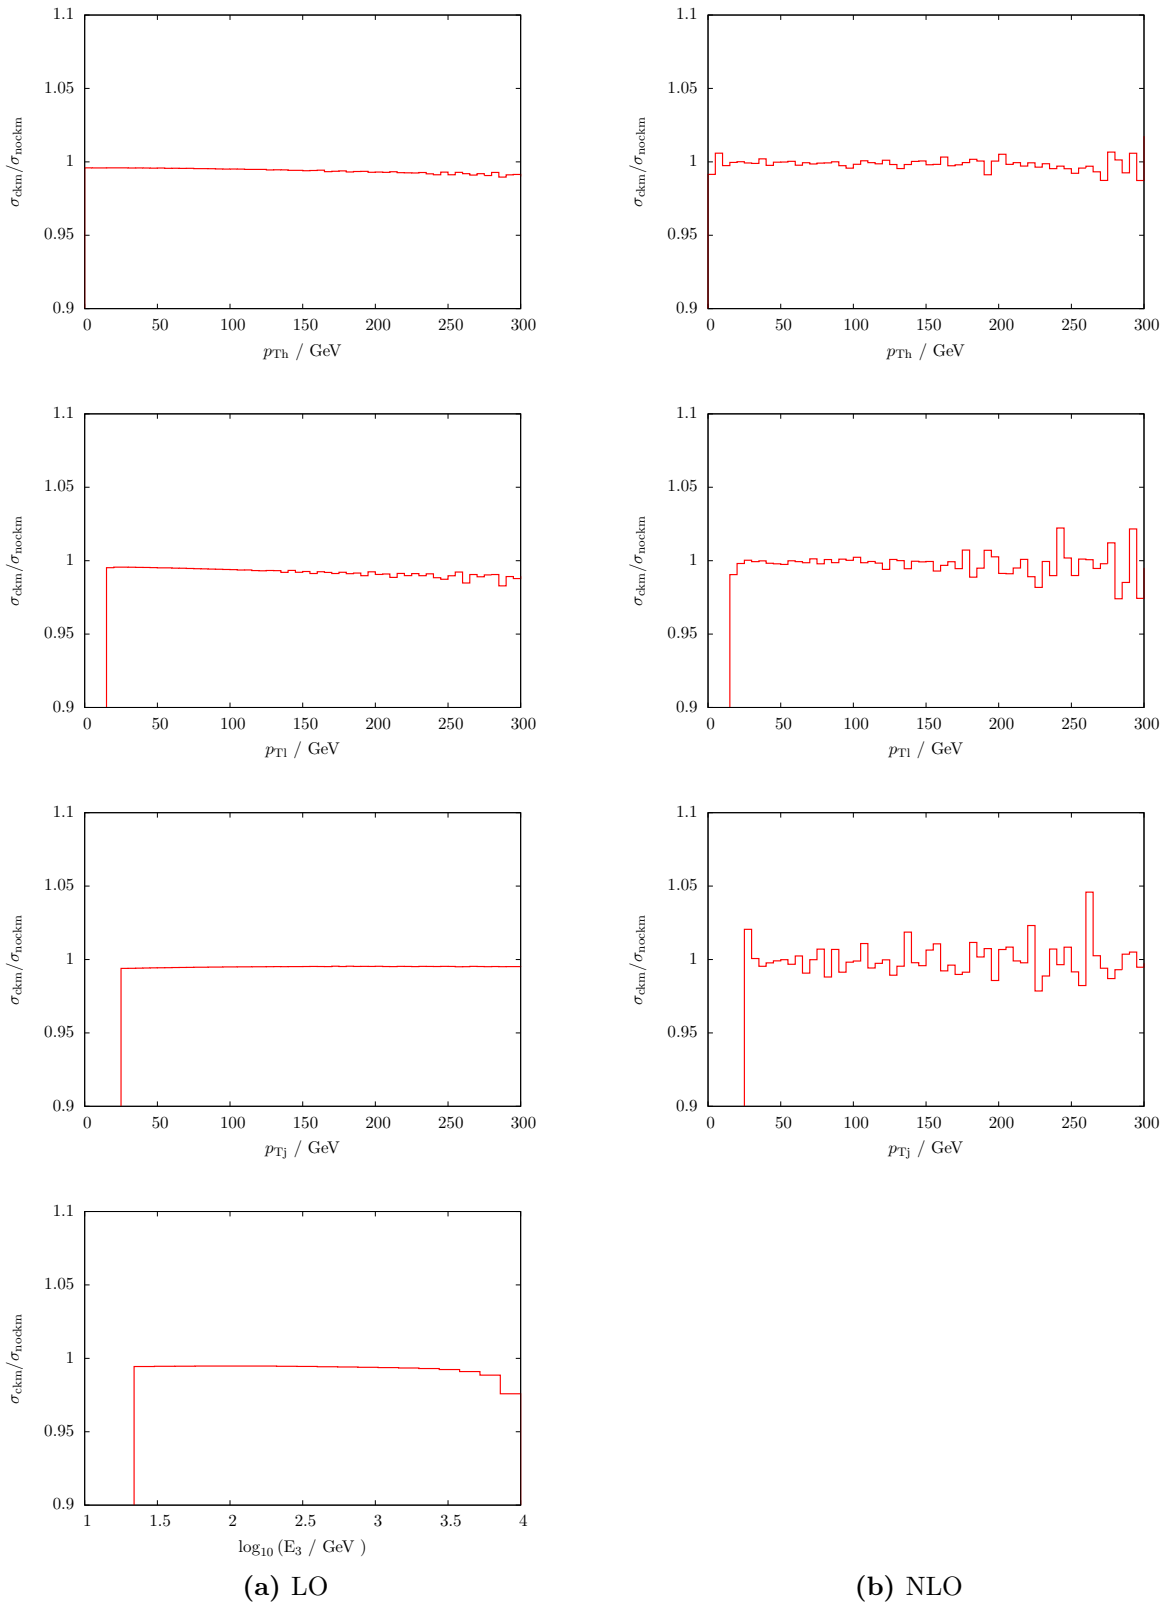 1.1
1.05
1
0.95
0.9
σckm/σnockm
0 50 100 150 200 250 300
pTh / GeV
1.1
1.05
1
0.95
0.9
σckm/σnockm
0 50 100 150 200 250 300
pTh / GeV
1.1
1.05
1
0.95
0.9
σckm/σnockm
0 50 100 150 200 250 300
pTl / GeV
1.1
1.05
1
0.95
0.9
σckm/σnockm
0 50 100 150 200 250 300
pTl / GeV
1.1
1.05
1
0.95
0.9
σckm/σnockm
0 50 100 150 200 250 300
pTj / GeV
1.1
1.05
1
0.95
0.9
σckm/σnockm
0 50 100 150 200 250 300
pTj / GeV
1.1
1.05
1
0.95
0.9
σckm/σnockm
1 1.5 2 2.5 3 3.5 4
log10 (E3 / GeV )
(a) LO
(b) NLO